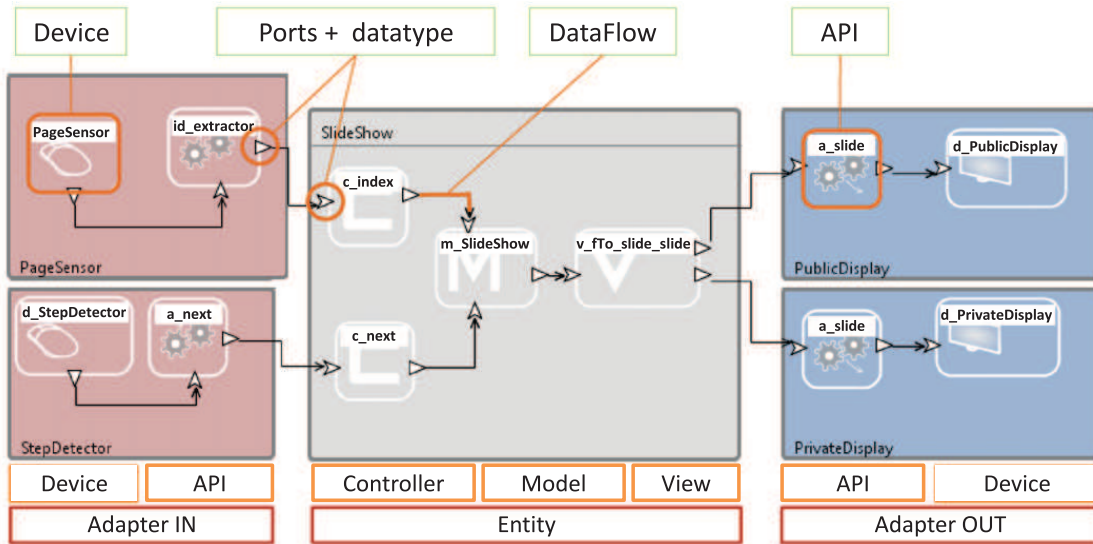 Device
Ports + datatype
DataFlow
API
PageSensor
id_extractor
PageSensor
SlideShow
c_index
m_SlideShow
M
v_fTo_slide_slide
V
c_next
a_slide
d_PublicDisplay
PublicDisplay
d_StepDetector
a_next
StepDetector
a_slide
d_PrivateDisplay
PrivateDisplay
Device
API
Controller
Model
View
API
Device
Adapter IN
Entity
Adapter OUT